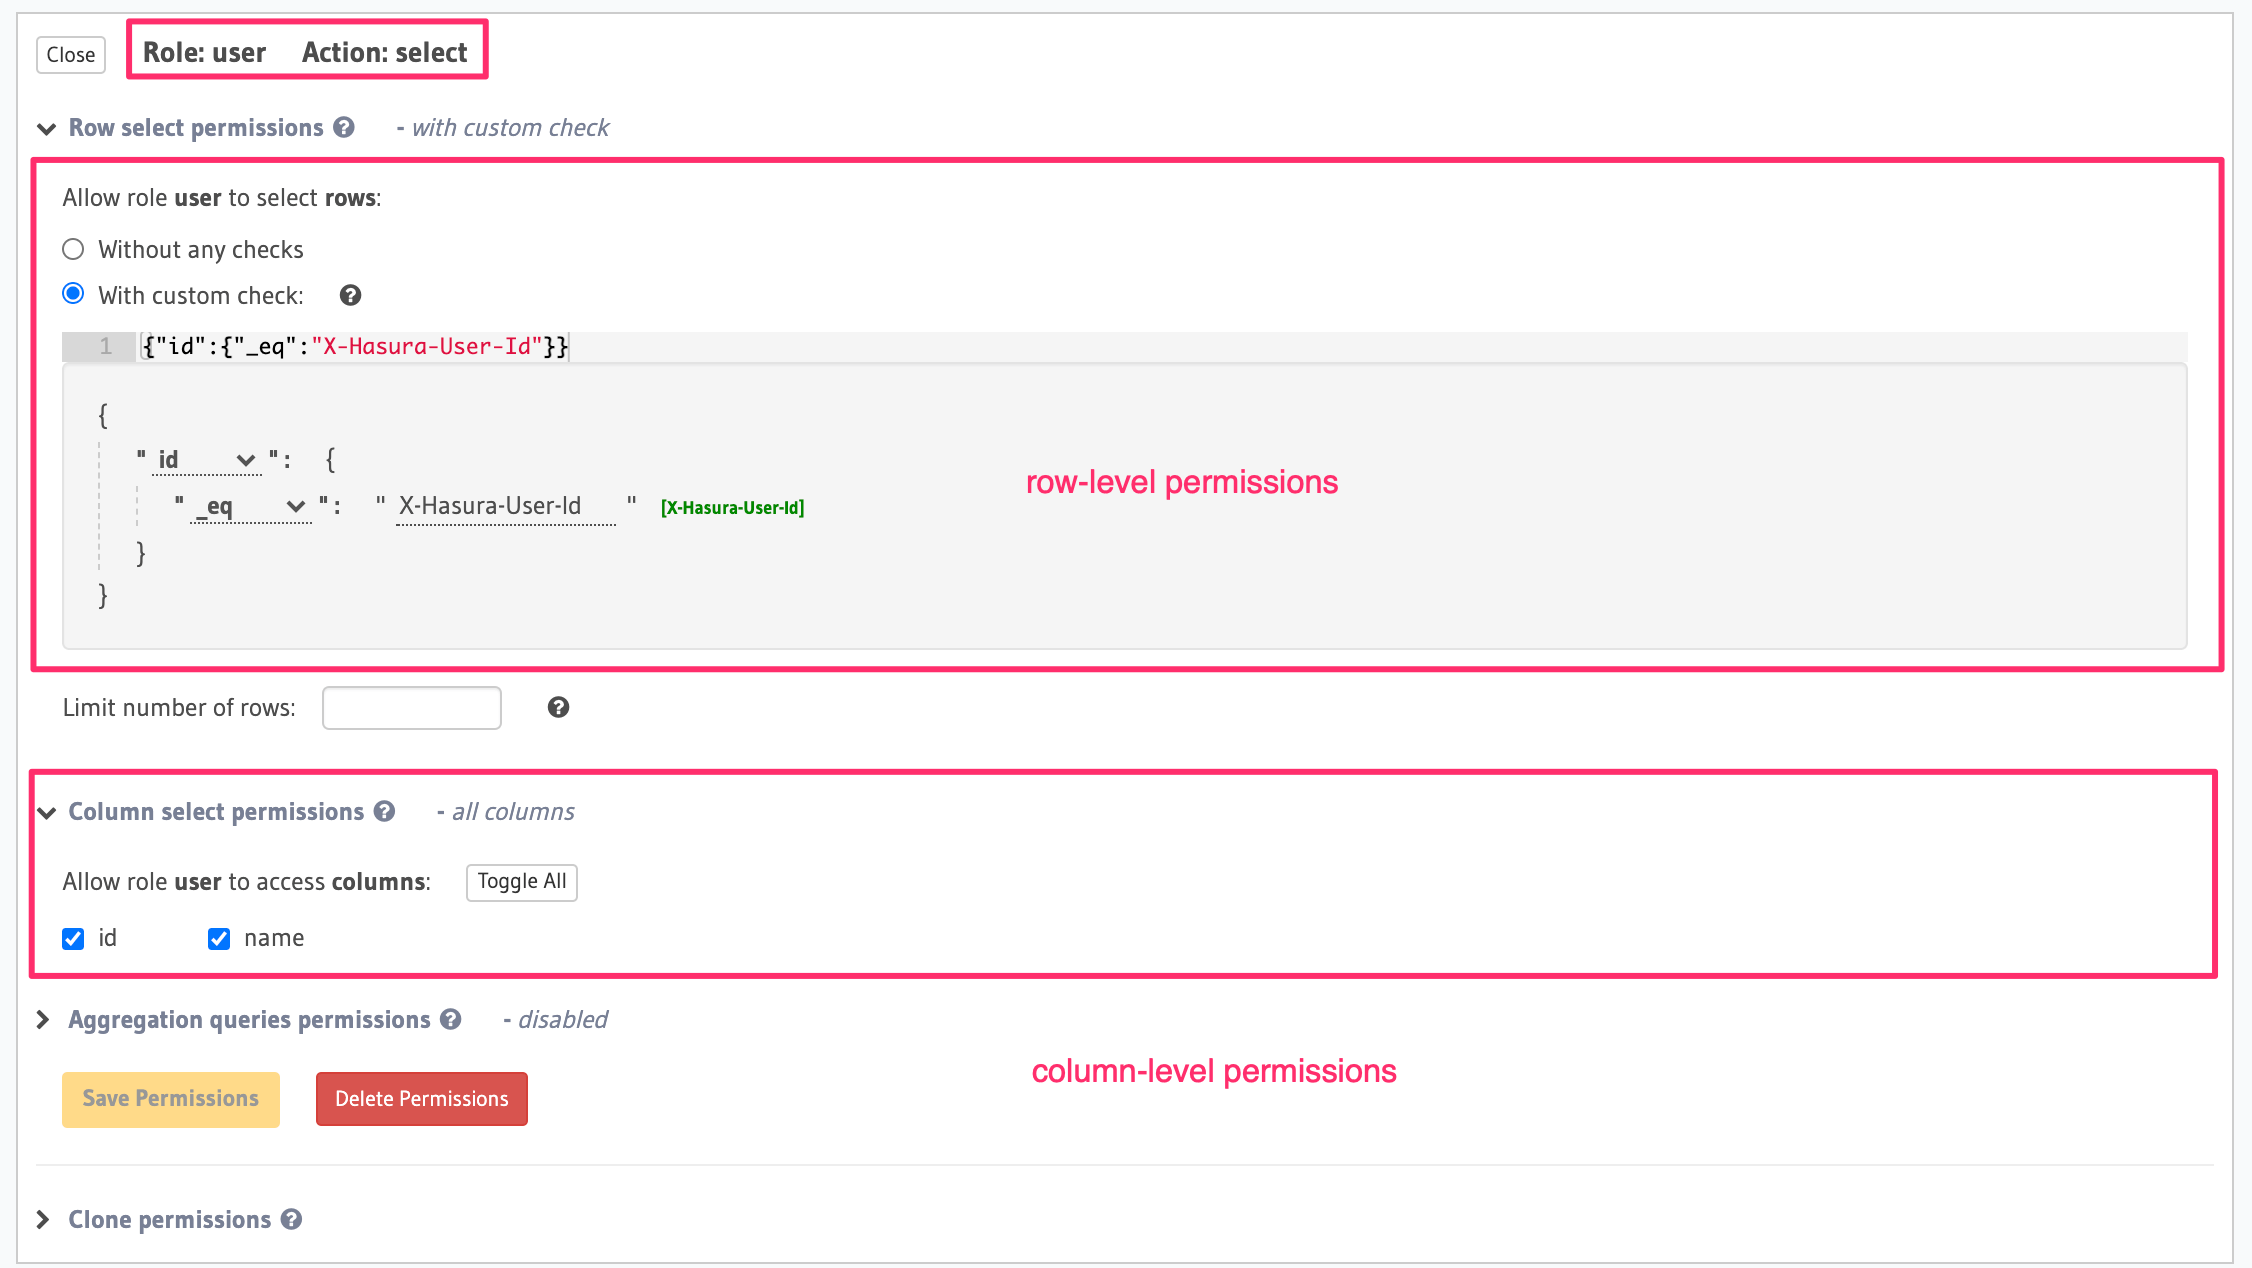 Close Role: user Action: select
Row select permissions - with custom check
Allow role user to select rows:
Without any checks
With custom check:
1 {"id":{"_eq":"X-Hasura-User-Id"}}
{
" id ": {
" _eq ": " X-Hasura-User-Id " [X-Hasura-User-Id]
}
}
row-level permissions
Limit number of rows:
Column select permissions - all columns
Allow role user to access columns: Toggle All
id name
Aggregation queries permissions - disabled
column-level permissions
Save Permissions Delete Permissions
Clone permissions